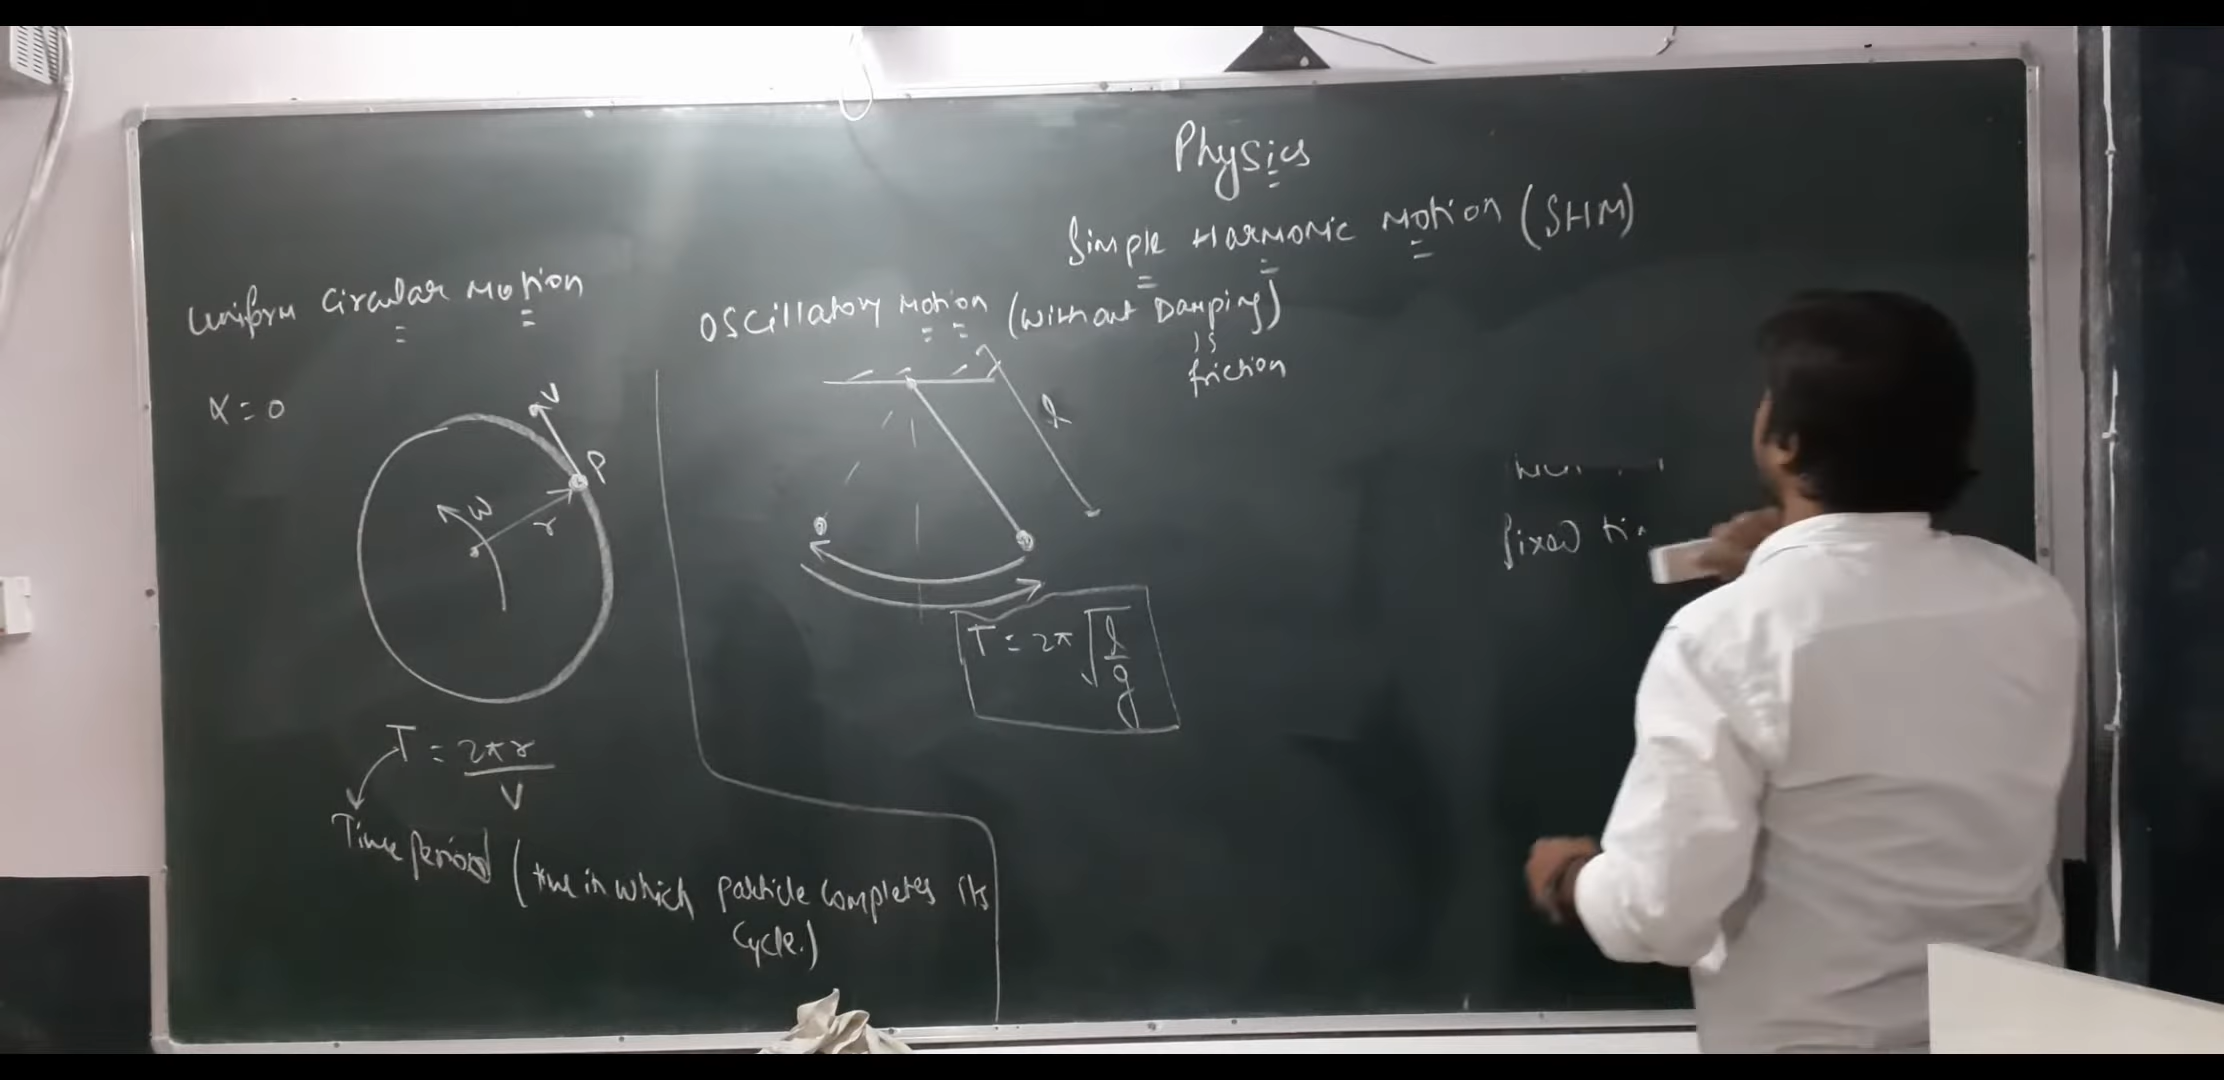 Physics
Simple Harmonic Motion (SHM)
Uniform Circular Motion
α = 0
V
P
ω
r
T = 2πr / V
Time Period (time in which particle completes its
cycle.)
Oscillatory Motion (without Damping)
friction
l
T = 2π √(l/g)
fixed